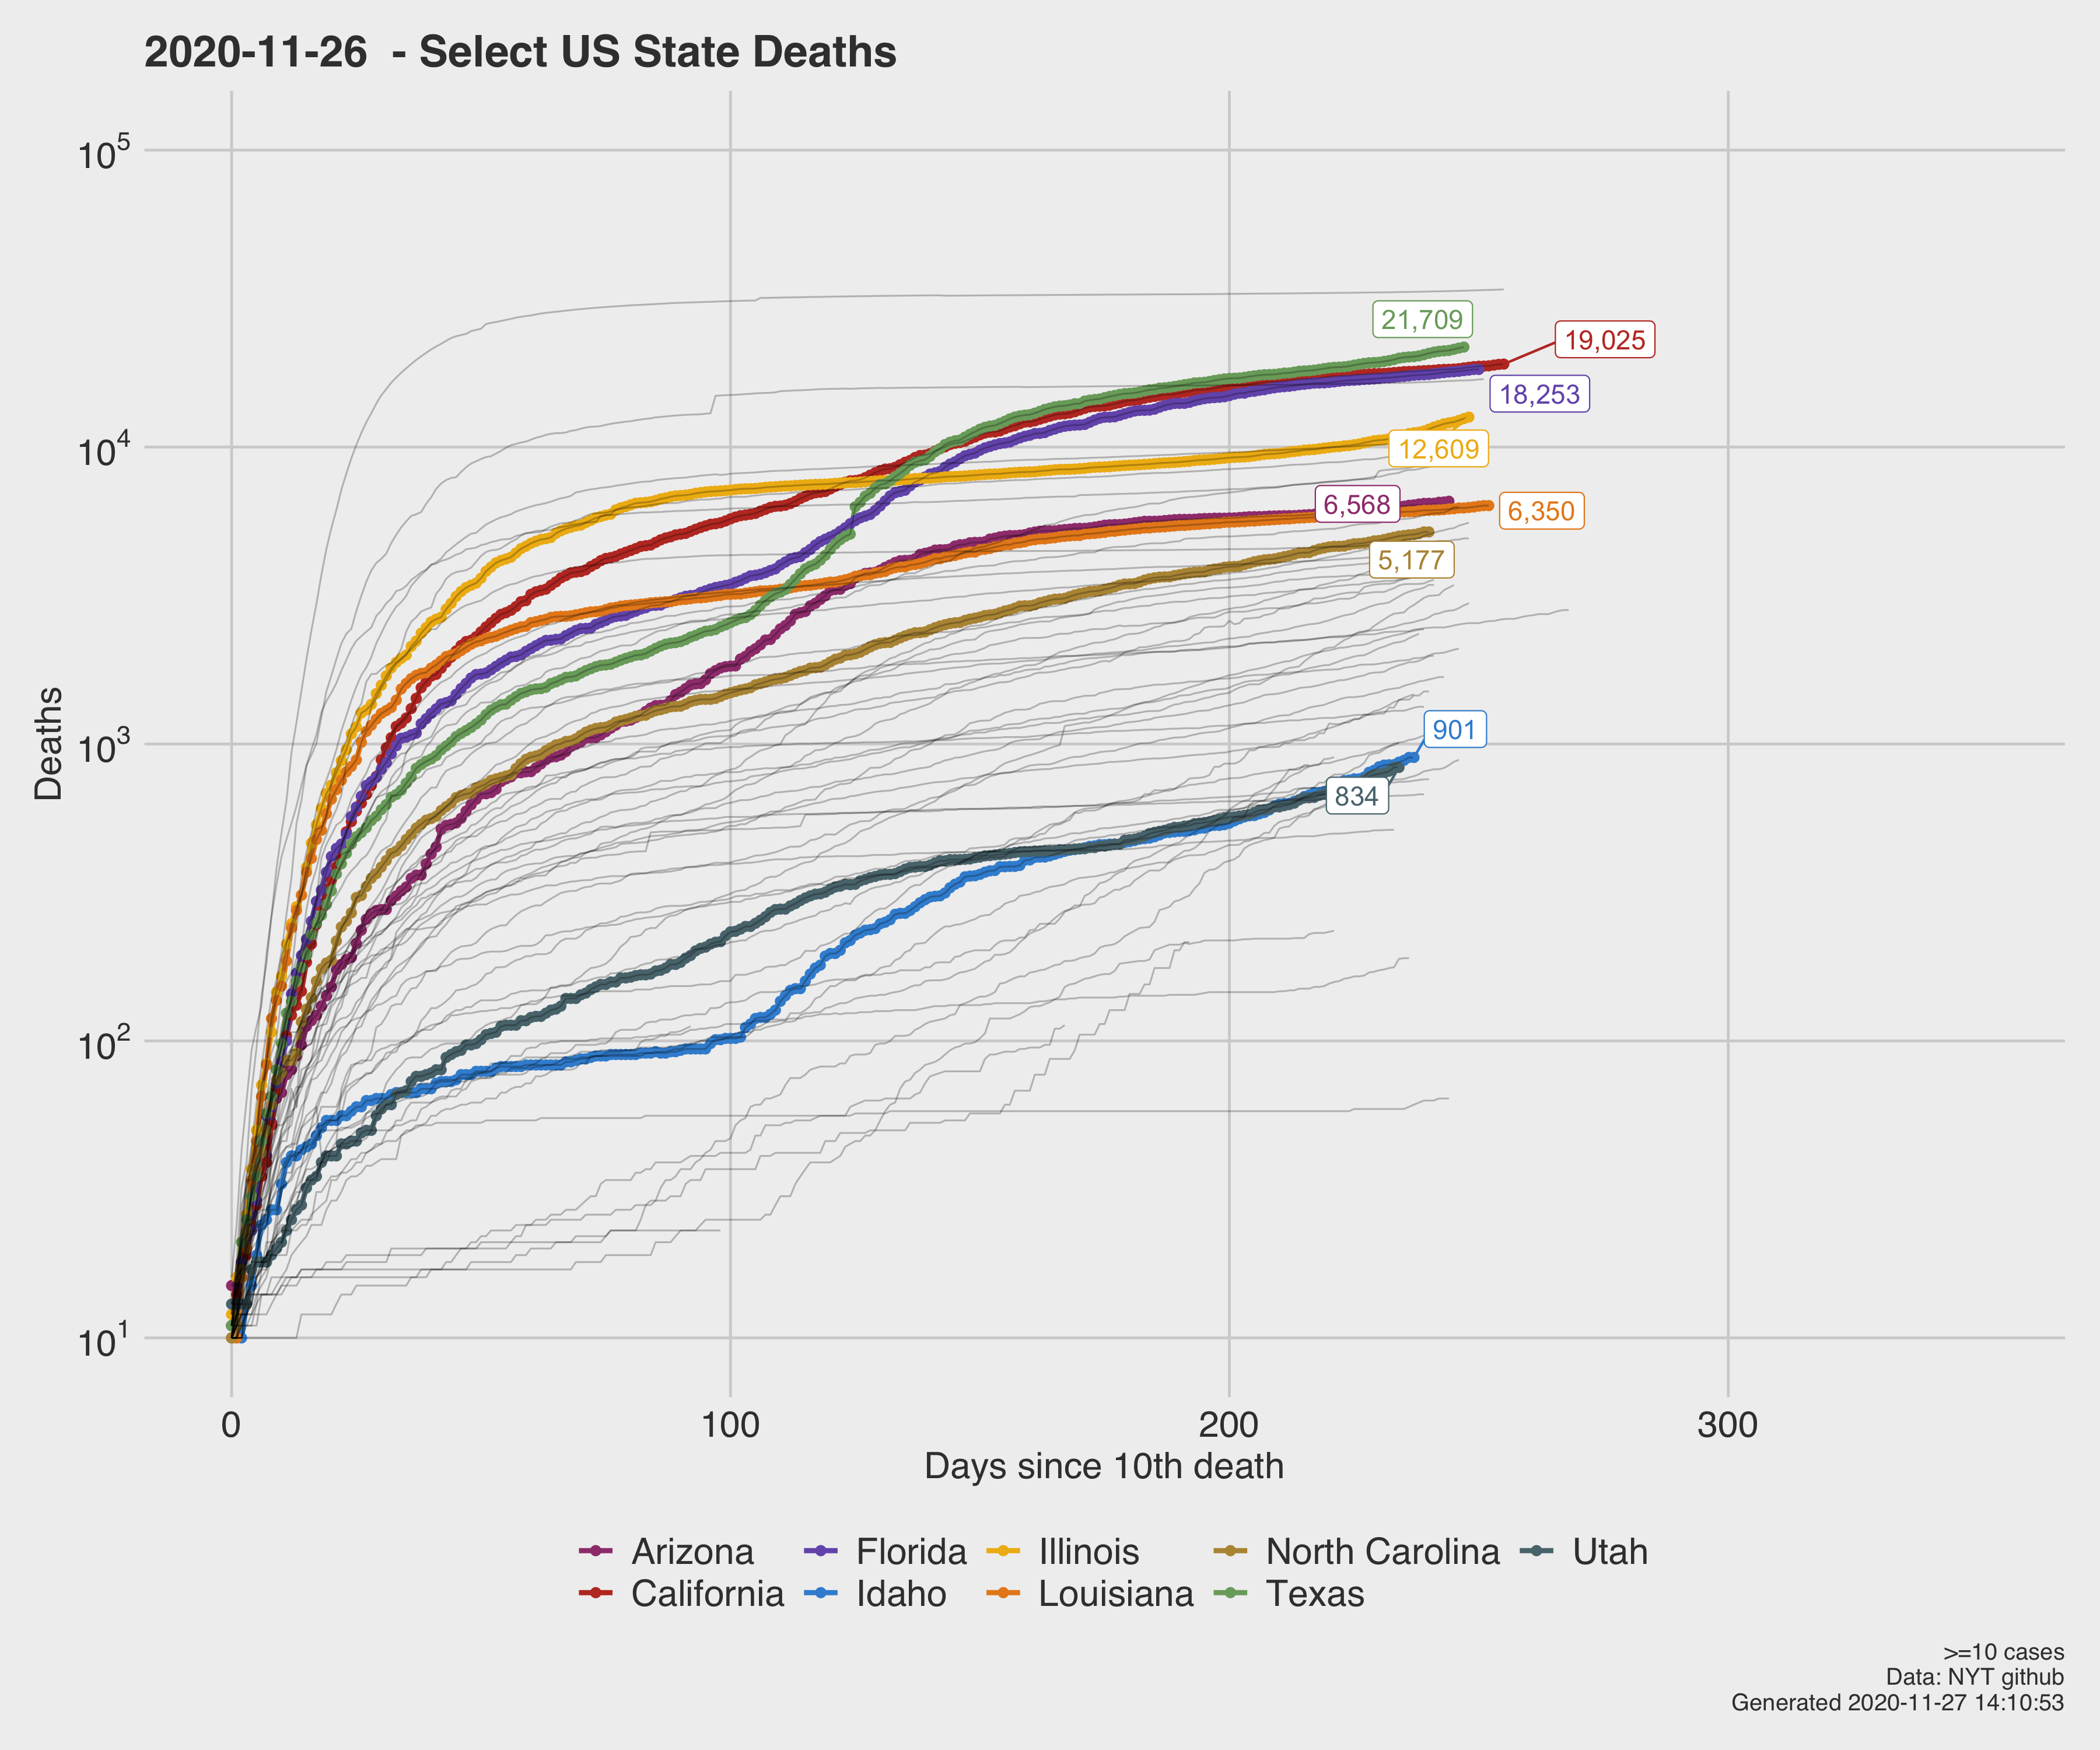 2020-11-26 - Select US State Deaths
10^5
10^4
10^3
10^2
10^1
Deaths
21,709
19,025
18,253
12,609
6,568
6,350
5,177
901
834
0 100 200 300
Days since 10th death
Arizona Florida Illinois North Carolina Utah
California Idaho Louisiana Texas
>=10 cases
Data: NYT github
Generated 2020-11-27 14:10:53